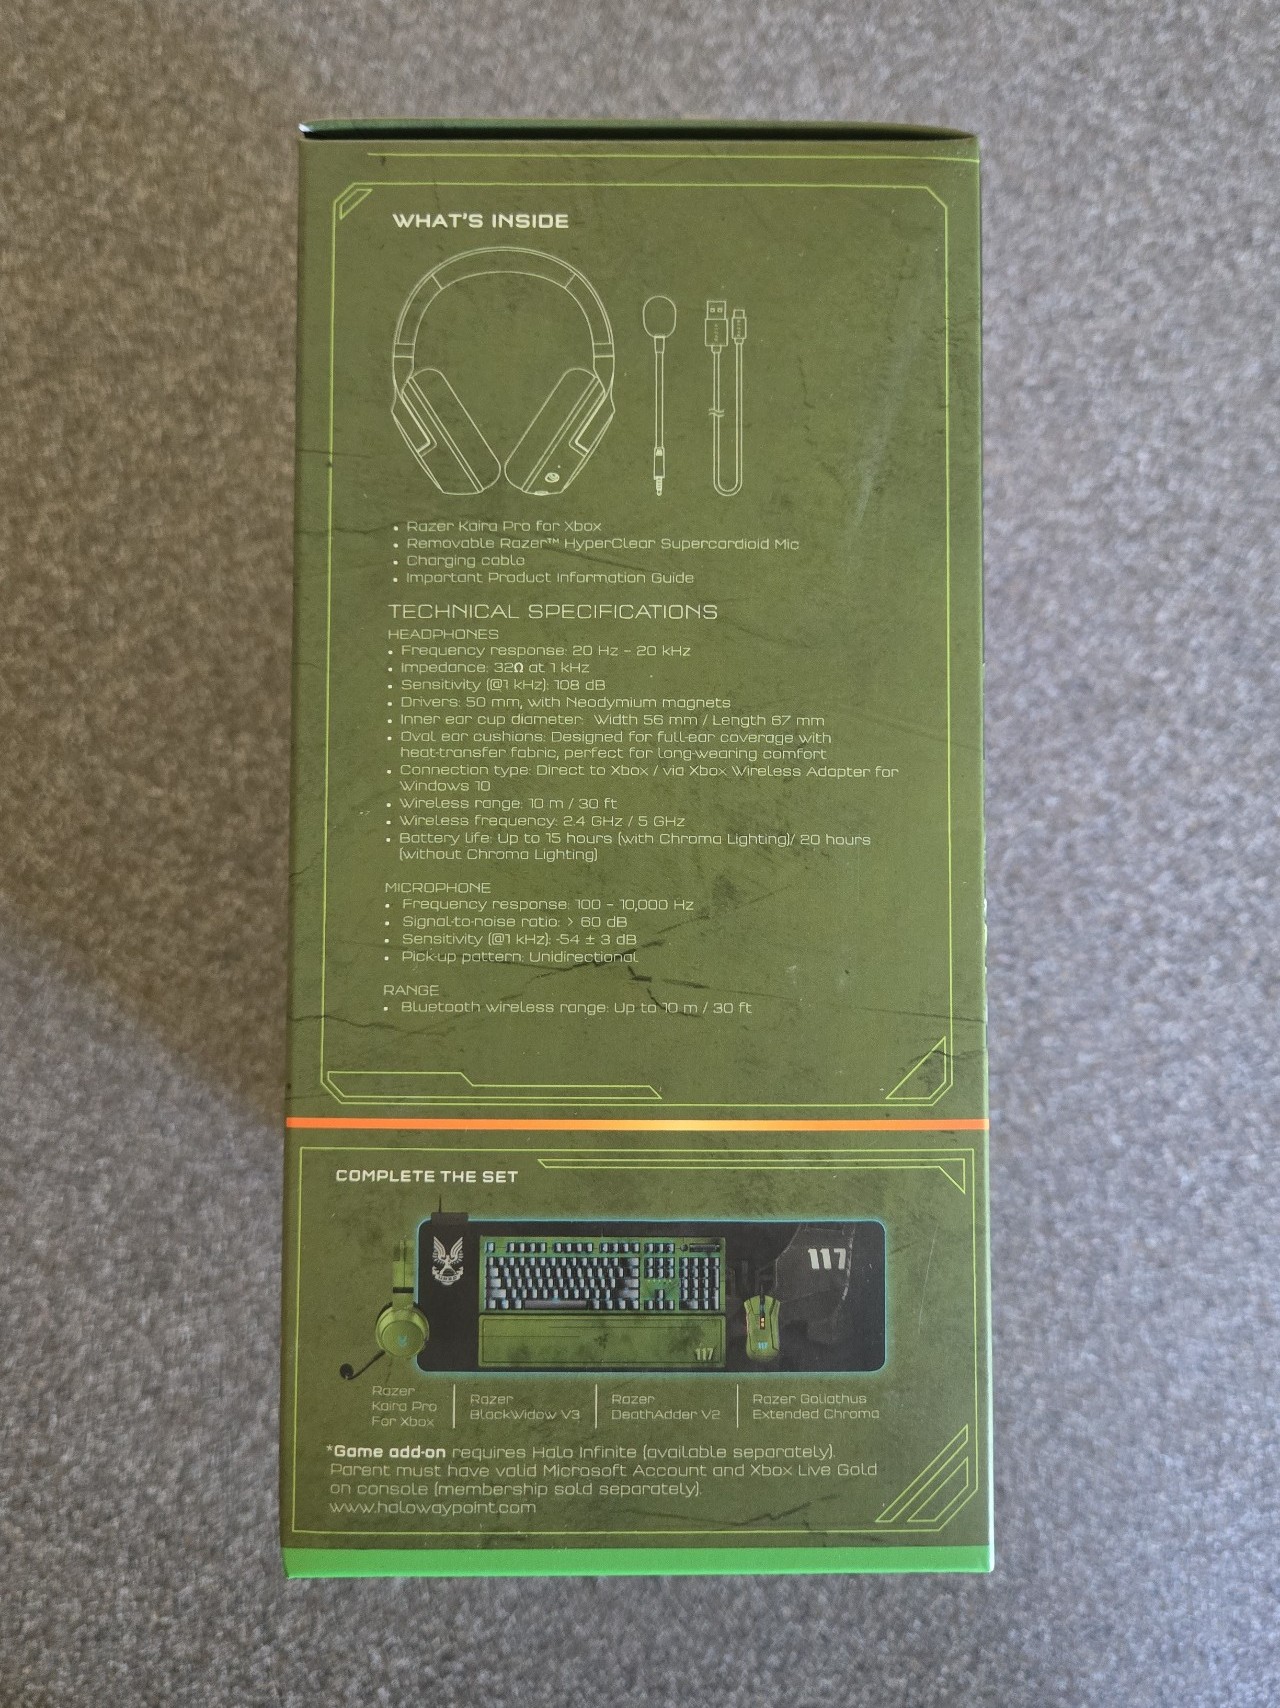 WHAT'S INSIDE
• Razer Kaira Pro for Xbox
• Removable Razer™ HyperClear Supercardioid Mic
• Charging cable
• Important Product Information Guide
TECHNICAL SPECIFICATIONS
HEADPHONES
• Frequency response: 20 Hz – 20 kHz
• Impedance: 32Ω at 1 kHz
• Sensitivity (@1 kHz): 108 dB
• Drivers: 50 mm, with Neodymium magnets
• Inner ear cup diameter: Width 56 mm / Length 67 mm
• Oval ear cushions: Designed for full-ear coverage with
heat-transfer fabric, perfect for long-wearing comfort
• Connection type: Direct to Xbox / via Xbox Wireless Adapter for
Windows 10
• Wireless range: 10 m / 30 ft
• Wireless frequency: 2.4 GHz / 5 GHz
• Battery life: Up to 15 hours (with Chroma Lighting)/ 20 hours
(without Chroma Lighting)
MICROPHONE
• Frequency response: 100 – 10,000 Hz
• Signal-to-noise ratio: > 60 dB
• Sensitivity (@1 kHz): -54 ± 3 dB
• Pick-up pattern: Unidirectional
RANGE
• Bluetooth wireless range: Up to 10 m / 30 ft
COMPLETE THE SET
117
117
117
Razer
Kaira Pro
For Xbox
Razer
BlackWidow V3
Razer
DeathAdder V2
Razer Goliathus
Extended Chroma
*Game add-on requires Halo Infinite (available separately).
Parent must have valid Microsoft Account and Xbox Live Gold
on console (membership sold separately).
www.halowaypoint.com